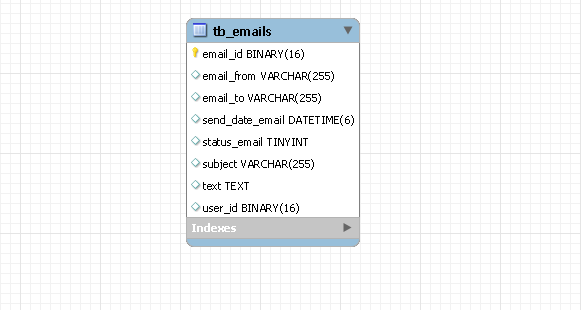 tb_emails
email_id BINARY(16)
email_from VARCHAR(255)
email_to VARCHAR(255)
send_date_email DATETIME(6)
status_email TINYINT
subject VARCHAR(255)
text TEXT
user_id BINARY(16)
Indexes